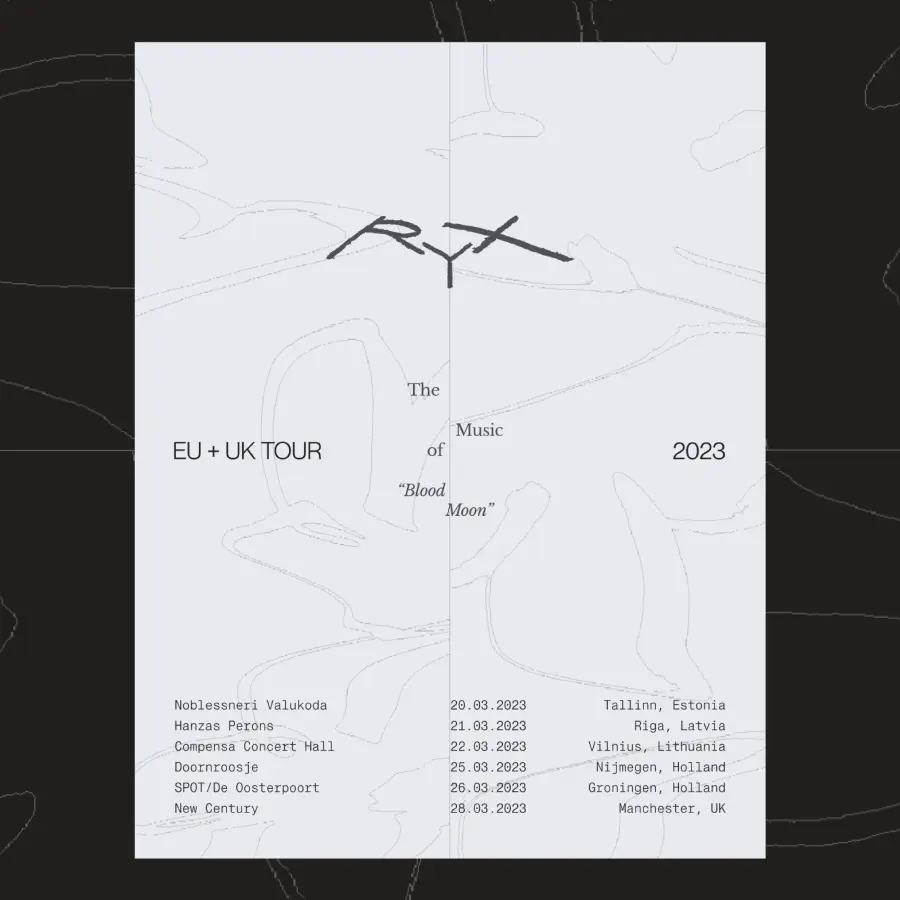 RYX
The
Music
of
EU + UK TOUR 2023
“Blood
Moon”
Noblessneri Valukoda 20.03.2023 Tallinn, Estonia
Hanzas Perons 21.03.2023 Riga, Latvia
Compensa Concert Hall 22.03.2023 Vilnius, Lithuania
Doornroosje 25.03.2023 Nijmegen, Holland
SPOT/De Oosterpoort 26.03.2023 Groningen, Holland
New Century 28.03.2023 Manchester, UK